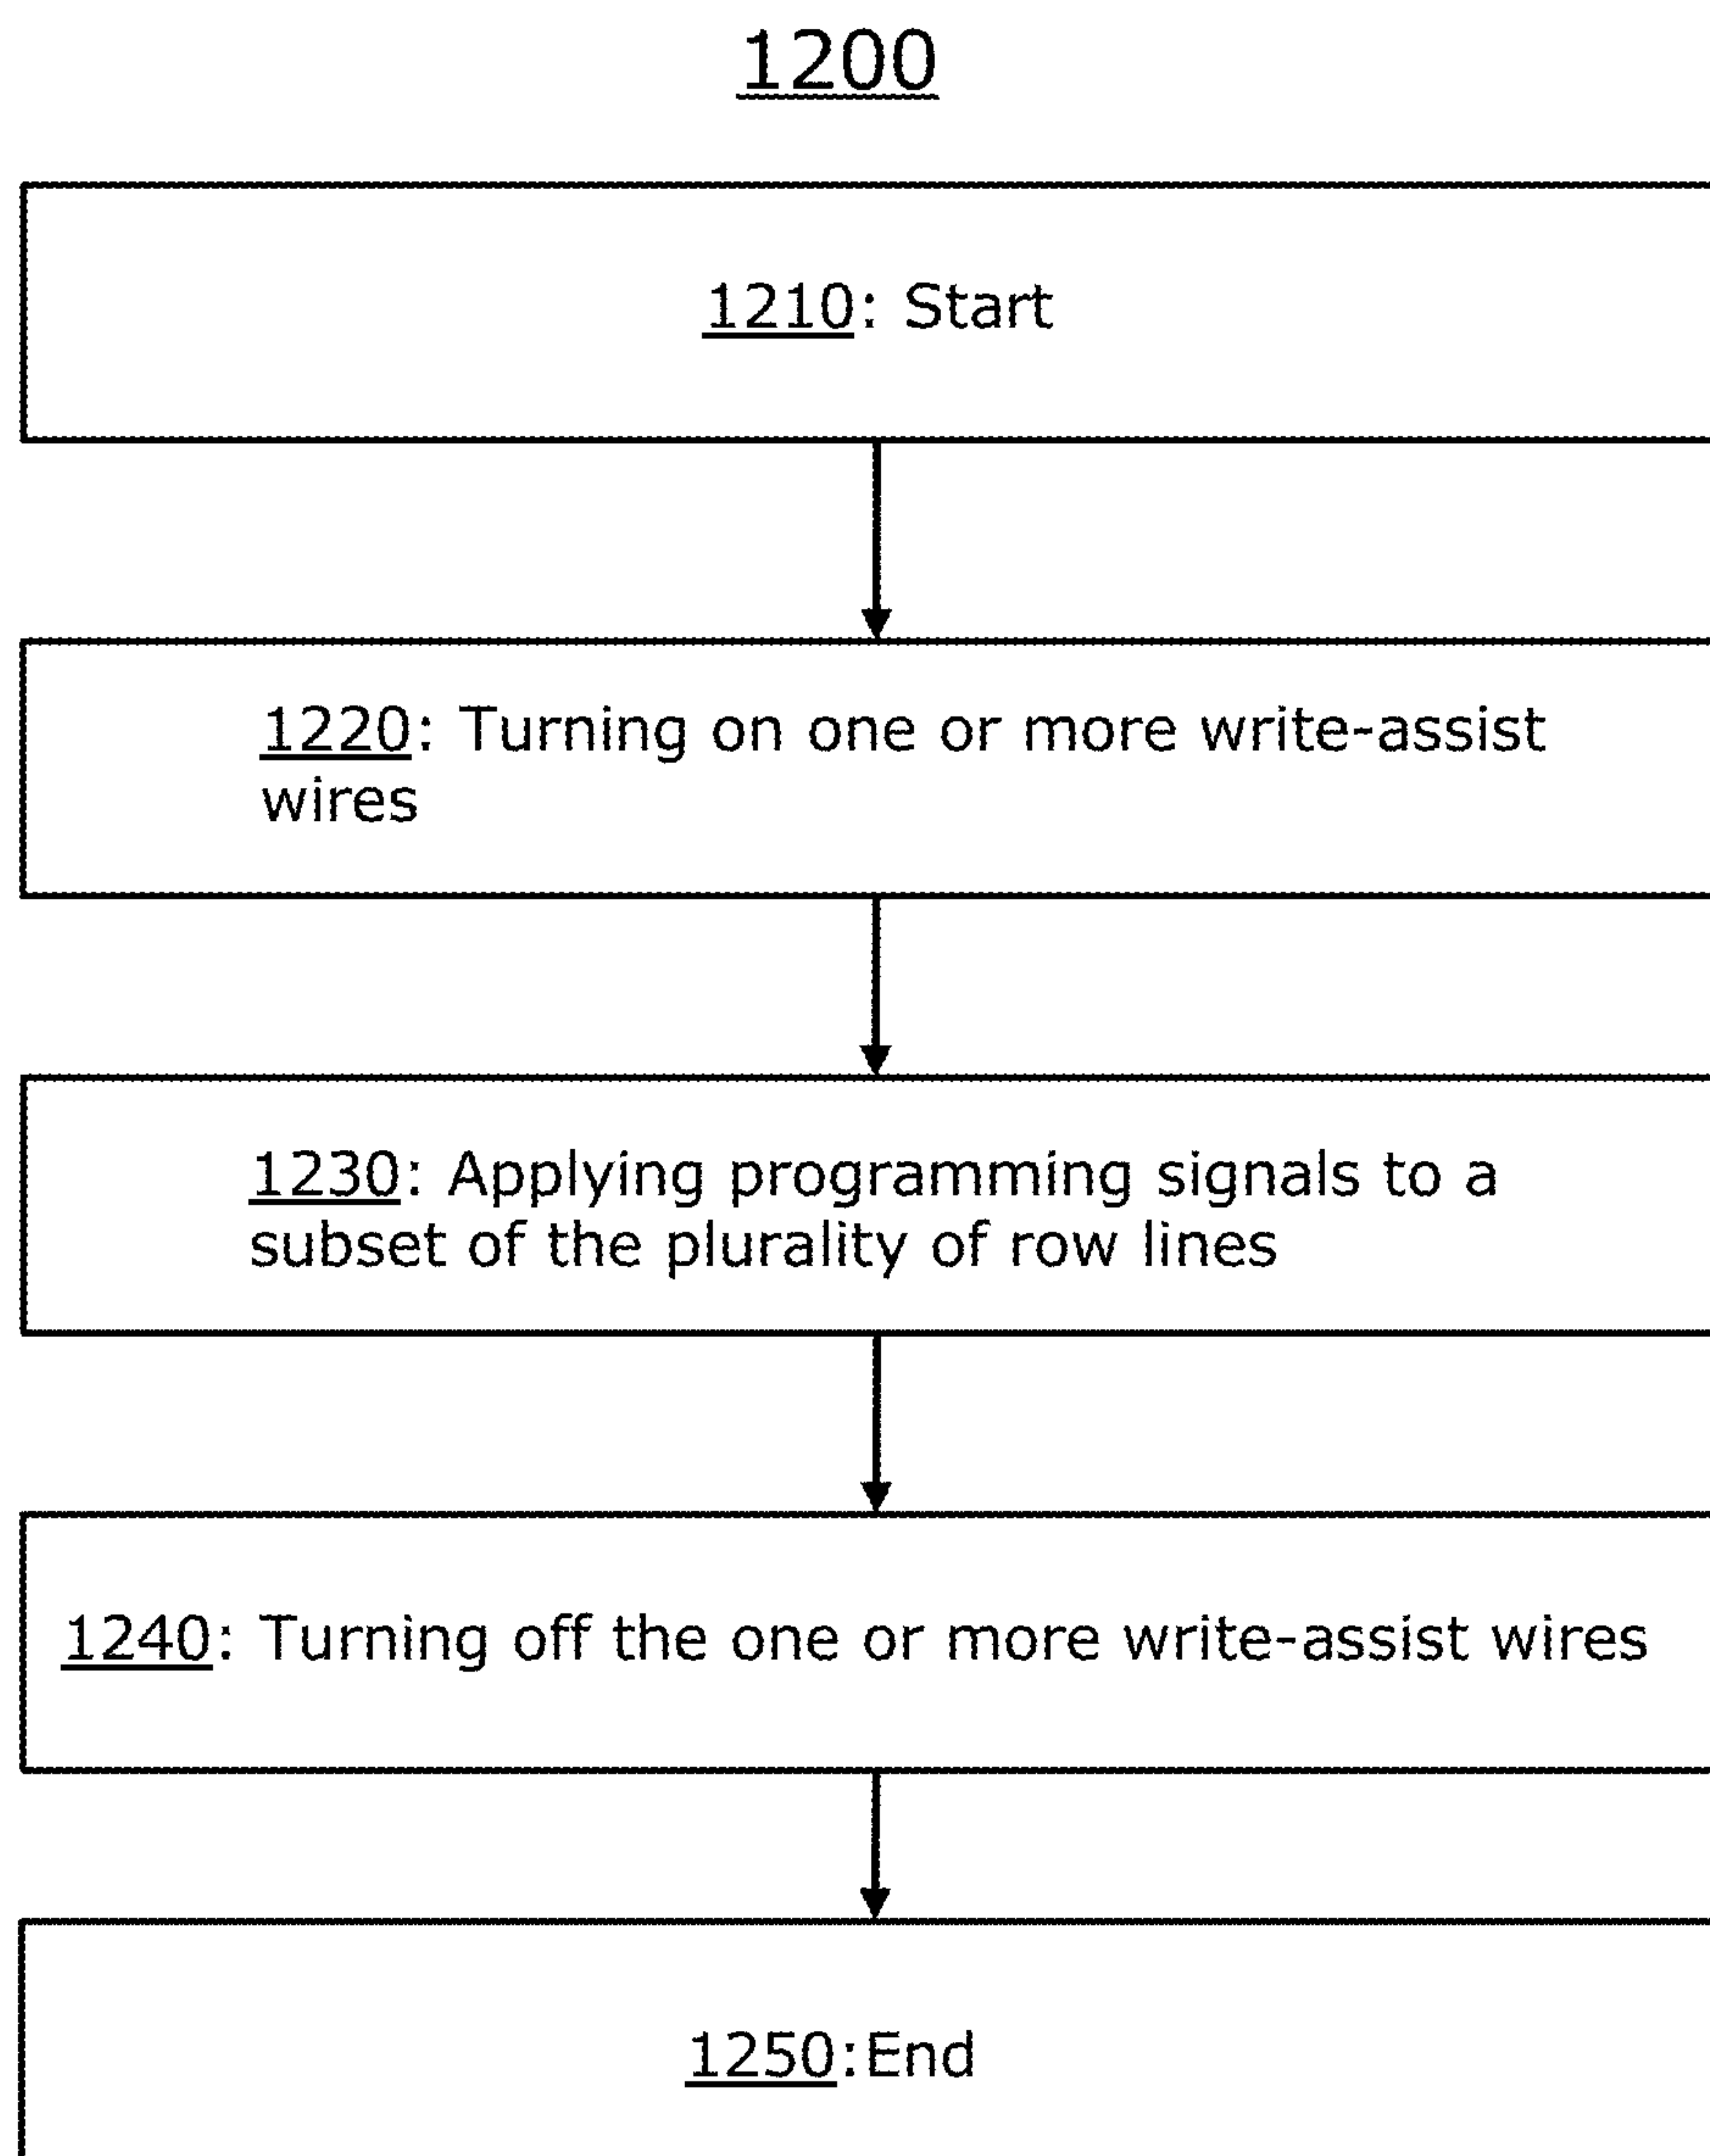 1200
1210: Start
1220: Turning on one or more write-assist
wires
1230: Applying programming signals to a
subset of the plurality of row lines
1240: Turning off the one or more write-assist wires
1250:End